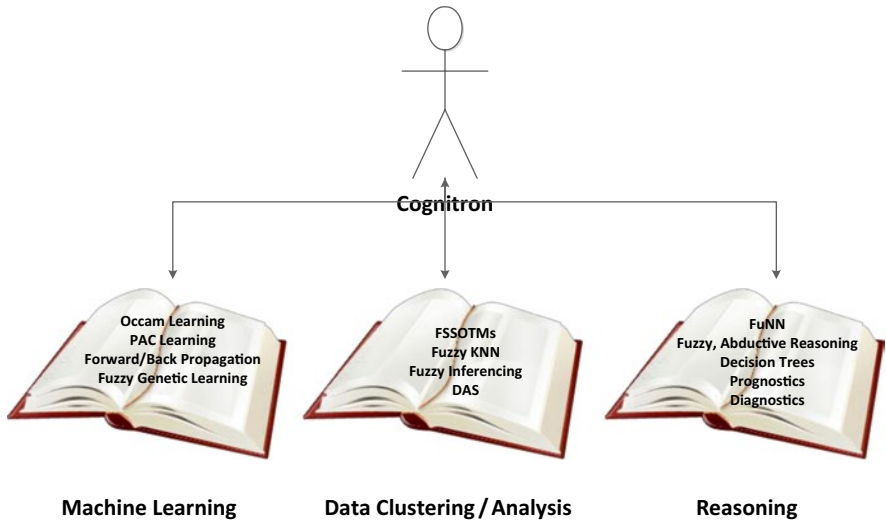 Cognitron
Occam Learning
PAC Learning
Forward/Back Propagation
Fuzzy Genetic Learning
FSSOTMs
Fuzzy KNN
Fuzzy Inferencing
DAS
FuNN
Fuzzy, Abductive Reasoning
Decision Trees
Prognostics
Diagnostics
Machine Learning
Data Clustering / Analysis
Reasoning